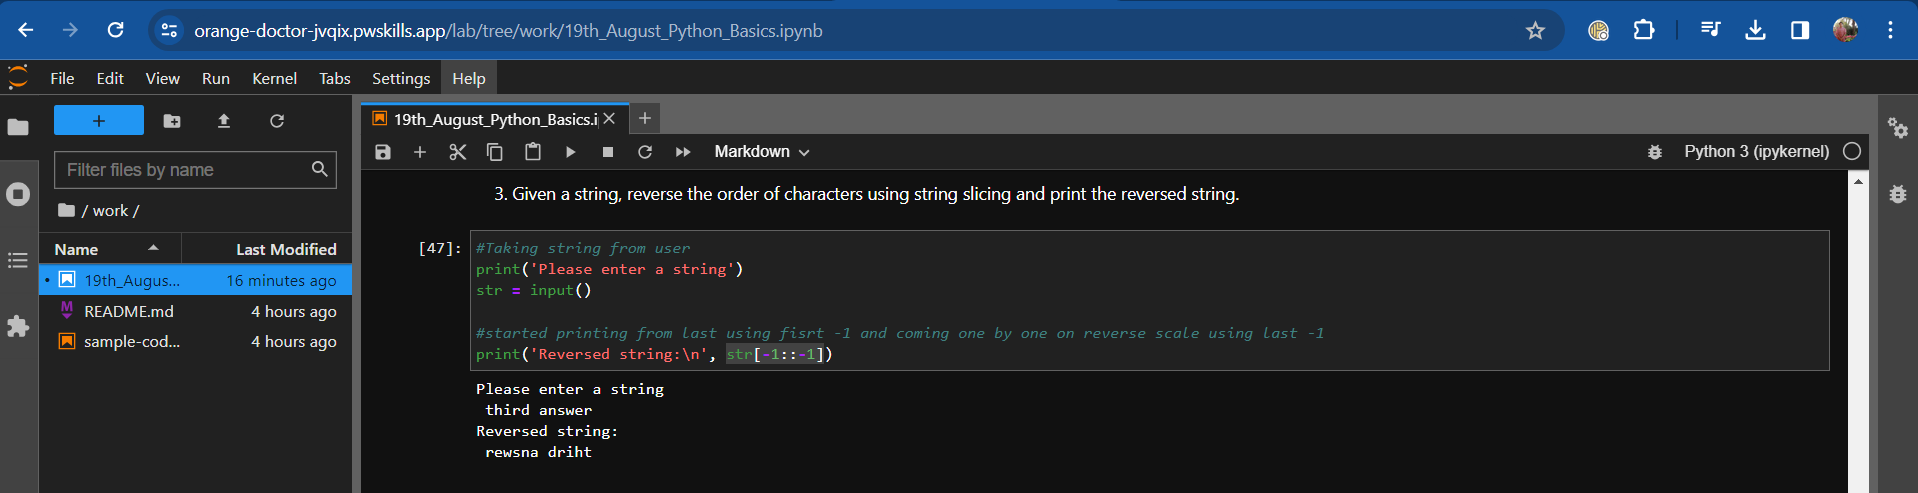 orange-doctor-jvqix.pwskills.app/lab/tree/work/19th_August_Python_Basics.ipynb
File Edit View Run Kernel Tabs Settings Help
+
Filter files by name
/ work /
Name Last Modified
19th_Augus... 16 minutes ago
README.md 4 hours ago
sample-cod... 4 hours ago
19th_August_Python_Basics.i
Markdown Python 3 (ipykernel)
3. Given a string, reverse the order of characters using string slicing and print the reversed string.
[47]: #Taking string from user
print('Please enter a string')
str = input()
#started printing from last using fisrt -1 and coming one by one on reverse scale using last -1
print('Reversed string:\n', str[-1::-1])
Please enter a string
third answer
Reversed string:
rewsna driht